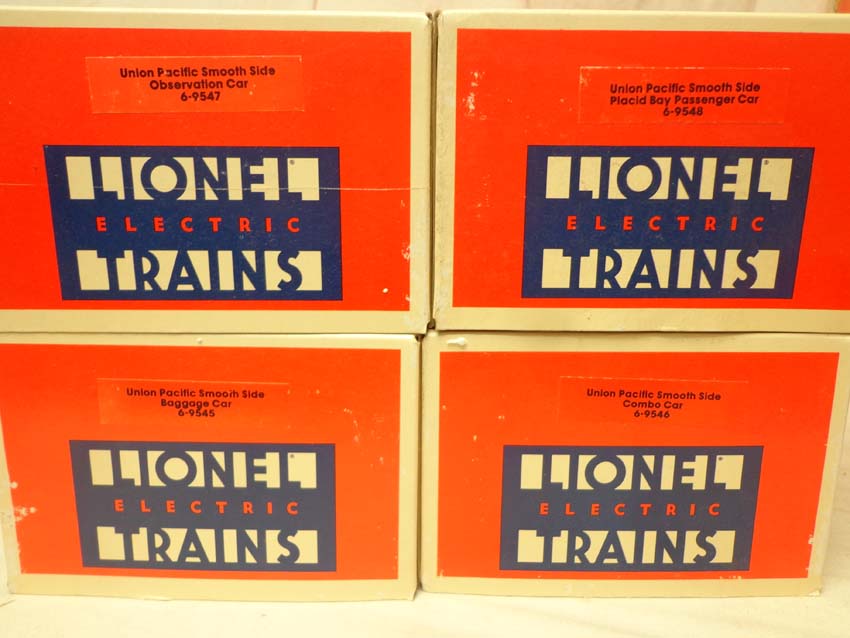 Union Pacific Smooth Side
Observation Car
6-9547
LIONEL®
ELECTRIC
TRAINS
Union Pacific Smooth Side
Placid Bay Passenger Car
6-9548
LIONEL®
ELECTRIC
TRAINS
Union Pacific Smooth Side
Baggage Car
6-9545
LIONEL®
ELECTRIC
TRAINS
Union Pacific Smooth Side
Combo Car
6-9546
LIONEL®
ELECTRIC
TRAINS